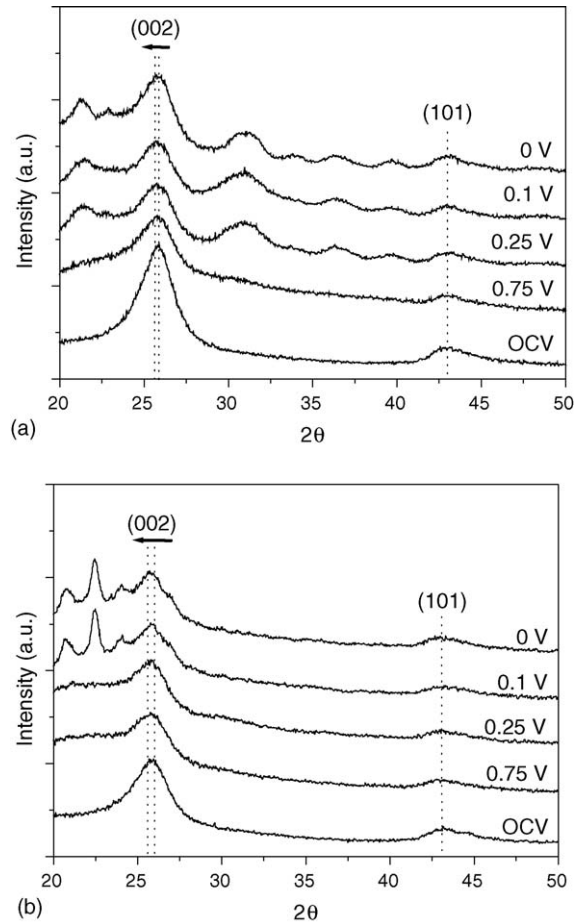 (002)
(101)
0 V
0.1 V
0.25 V
0.75 V
OCV
Intensity (a.u.)
20 25 30 35 40 45 50
(a)
2θ
(002)
(101)
0 V
0.1 V
0.25 V
0.75 V
OCV
Intensity (a.u.)
20 25 30 35 40 45 50
(b)
2θ